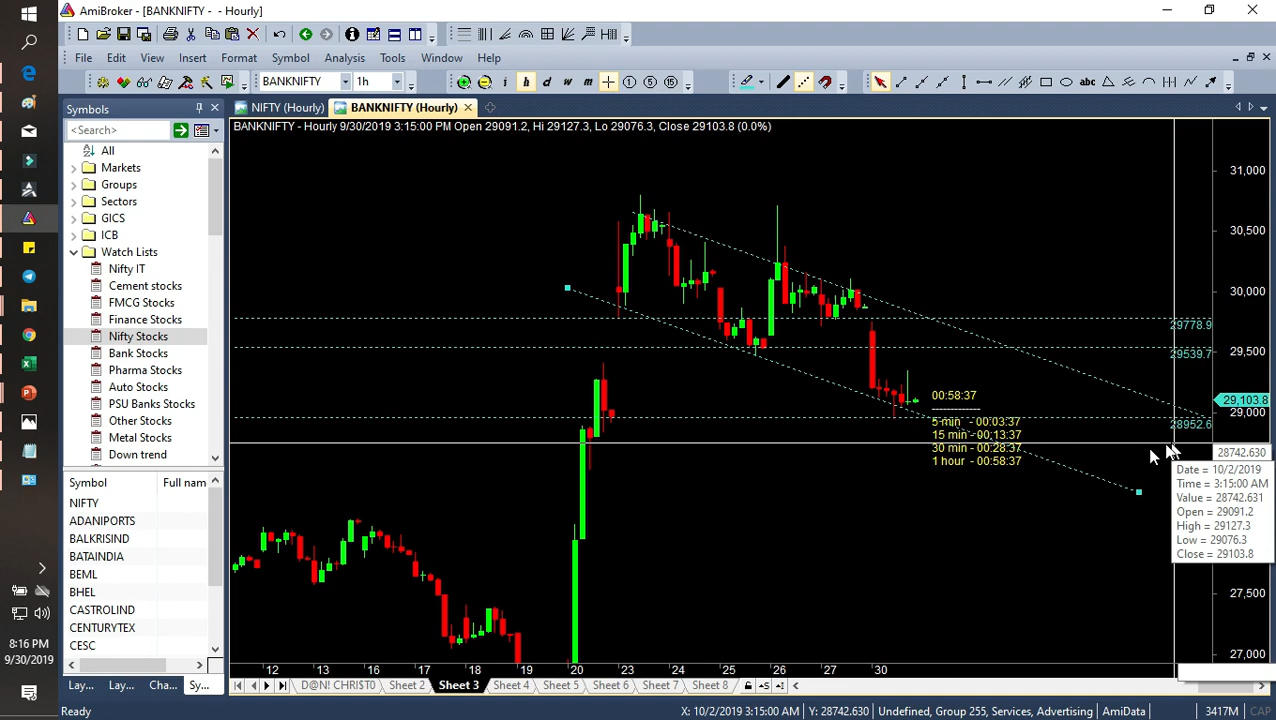 AmiBroker - [BANKNIFTY - - Hourly]
File Edit View Insert Format Symbol Analysis Tools Window Help
BANKNIFTY 1h i h d w m 1 5 15 abc
Symbols
NIFTY (Hourly) BANKNIFTY (Hourly)
<Search>
BANKNIFTY - Hourly 9/30/2019 3:15:00 PM Open 29091.2, Hi 29127.3, Lo 29076.3, Close 29103.8 (0.0%)
All
Markets
Groups
Sectors
GICS
ICB
Watch Lists
Nifty IT
Cement stocks
FMCG Stocks
Finance Stocks
Nifty Stocks
Bank Stocks
Pharma Stocks
Auto Stocks
PSU Banks Stocks
Other Stocks
Metal Stocks
Down trend
Symbol Full nam
NIFTY
ADANIPORTS
BALKRISIND
BATAINDIA
BEML
BHEL
CASTROLIND
CENTURYTEX
CESC
Lay... Lay... Cha... Sy...
31,000
30,500
30,000
29778.9
29539.7
29,500
29,103.8
29,000
28952.6
00:58:37
-------------
5 min - 00:03:37
15 min - 00:13:37
30 min - 00:28:37
1 hour - 00:58:37
28742.630
Date = 10/2/2019
Time = 3:15:00 AM
Value = 28742.631
Open = 29091.2
High = 29127.3
Low = 29076.3
Close = 29103.8
27,500
27,000
12 13 16 17 18 19 20 23 24 25 26 27 30
D@N! CHR!$T0 Sheet 2 Sheet 3 Sheet 4 Sheet 5 Sheet 6 Sheet 7 Sheet 8
Ready
X: 10/2/2019 3:15:00 AM Y: 28742.630 Undefined, Group 255, Services, Advertising AmiData 3417M CAP
8:16 PM
9/30/2019